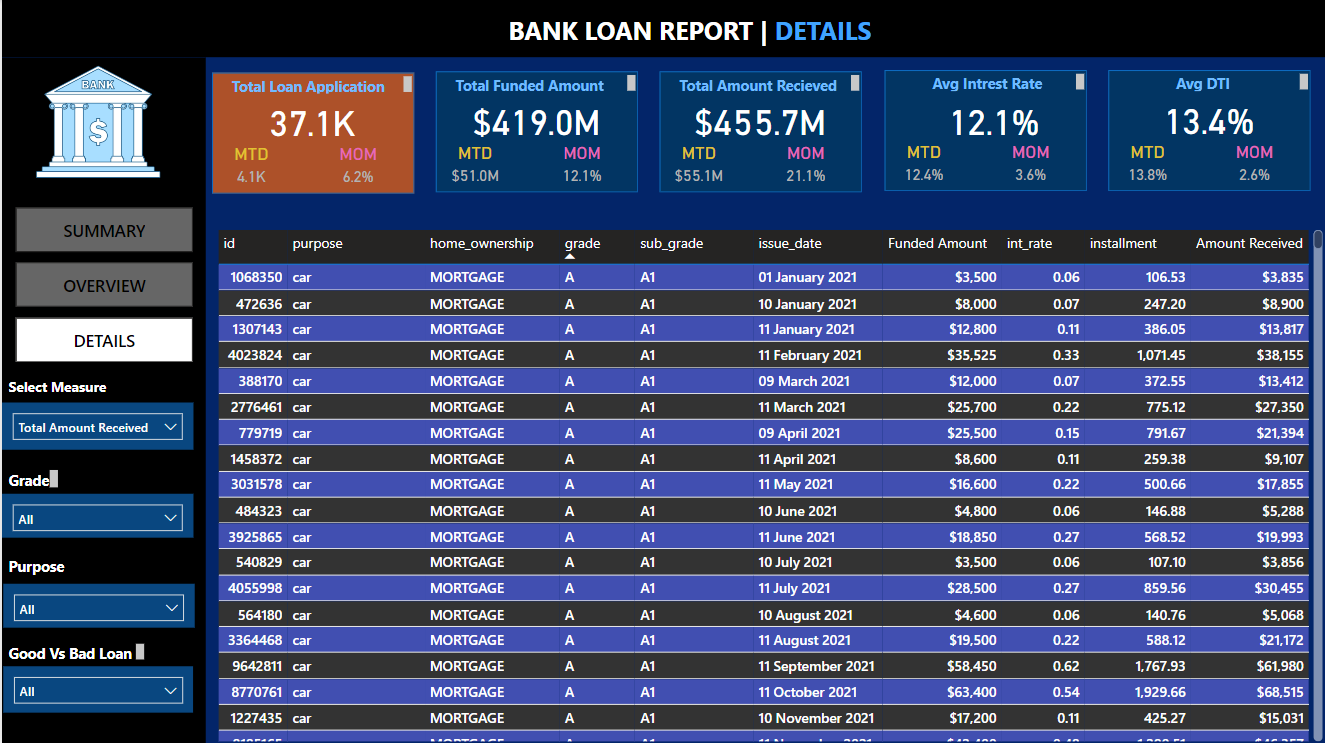 BANK LOAN REPORT | DETAILS
BANK
$
SUMMARY
OVERVIEW
DETAILS
Select Measure
Total Amount Received
Grade
All
Purpose
All
Good Vs Bad Loan
All
Total Loan Application
37.1K
MTD MOM
4.1K 6.2%
Total Funded Amount
$419.0M
MTD MOM
$51.0M 12.1%
Total Amount Recieved
$455.7M
MTD MOM
$55.1M 21.1%
Avg Intrest Rate
12.1%
MTD MOM
12.4% 3.6%
Avg DTI
13.4%
MTD MOM
13.8% 2.6%
id purpose home_ownership grade sub_grade issue_date Funded Amount int_rate installment Amount Received
1068350 car MORTGAGE A A1 01 January 2021 $3,500 0.06 106.53 $3,835
472636 car MORTGAGE A A1 10 January 2021 $8,000 0.07 247.20 $8,900
1307143 car MORTGAGE A A1 11 January 2021 $12,800 0.11 386.05 $13,817
4023824 car MORTGAGE A A1 11 February 2021 $35,525 0.33 1,071.45 $38,155
388170 car MORTGAGE A A1 09 March 2021 $12,000 0.07 372.55 $13,412
2776461 car MORTGAGE A A1 11 March 2021 $25,700 0.22 775.12 $27,350
779719 car MORTGAGE A A1 09 April 2021 $25,500 0.15 791.67 $21,394
1458372 car MORTGAGE A A1 11 April 2021 $8,600 0.11 259.38 $9,107
3031578 car MORTGAGE A A1 11 May 2021 $16,600 0.22 500.66 $17,855
484323 car MORTGAGE A A1 10 June 2021 $4,800 0.06 146.88 $5,288
3925865 car MORTGAGE A A1 11 June 2021 $18,850 0.27 568.52 $19,993
540829 car MORTGAGE A A1 10 July 2021 $3,500 0.06 107.10 $3,856
4055998 car MORTGAGE A A1 11 July 2021 $28,500 0.27 859.56 $30,455
564180 car MORTGAGE A A1 10 August 2021 $4,600 0.06 140.76 $5,068
3364468 car MORTGAGE A A1 11 August 2021 $19,500 0.22 588.12 $21,172
9642811 car MORTGAGE A A1 11 September 2021 $58,450 0.62 1,767.93 $61,980
8770761 car MORTGAGE A A1 11 October 2021 $63,400 0.54 1,929.66 $68,515
1227435 car MORTGAGE A A1 10 November 2021 $17,200 0.11 425.27 $15,031